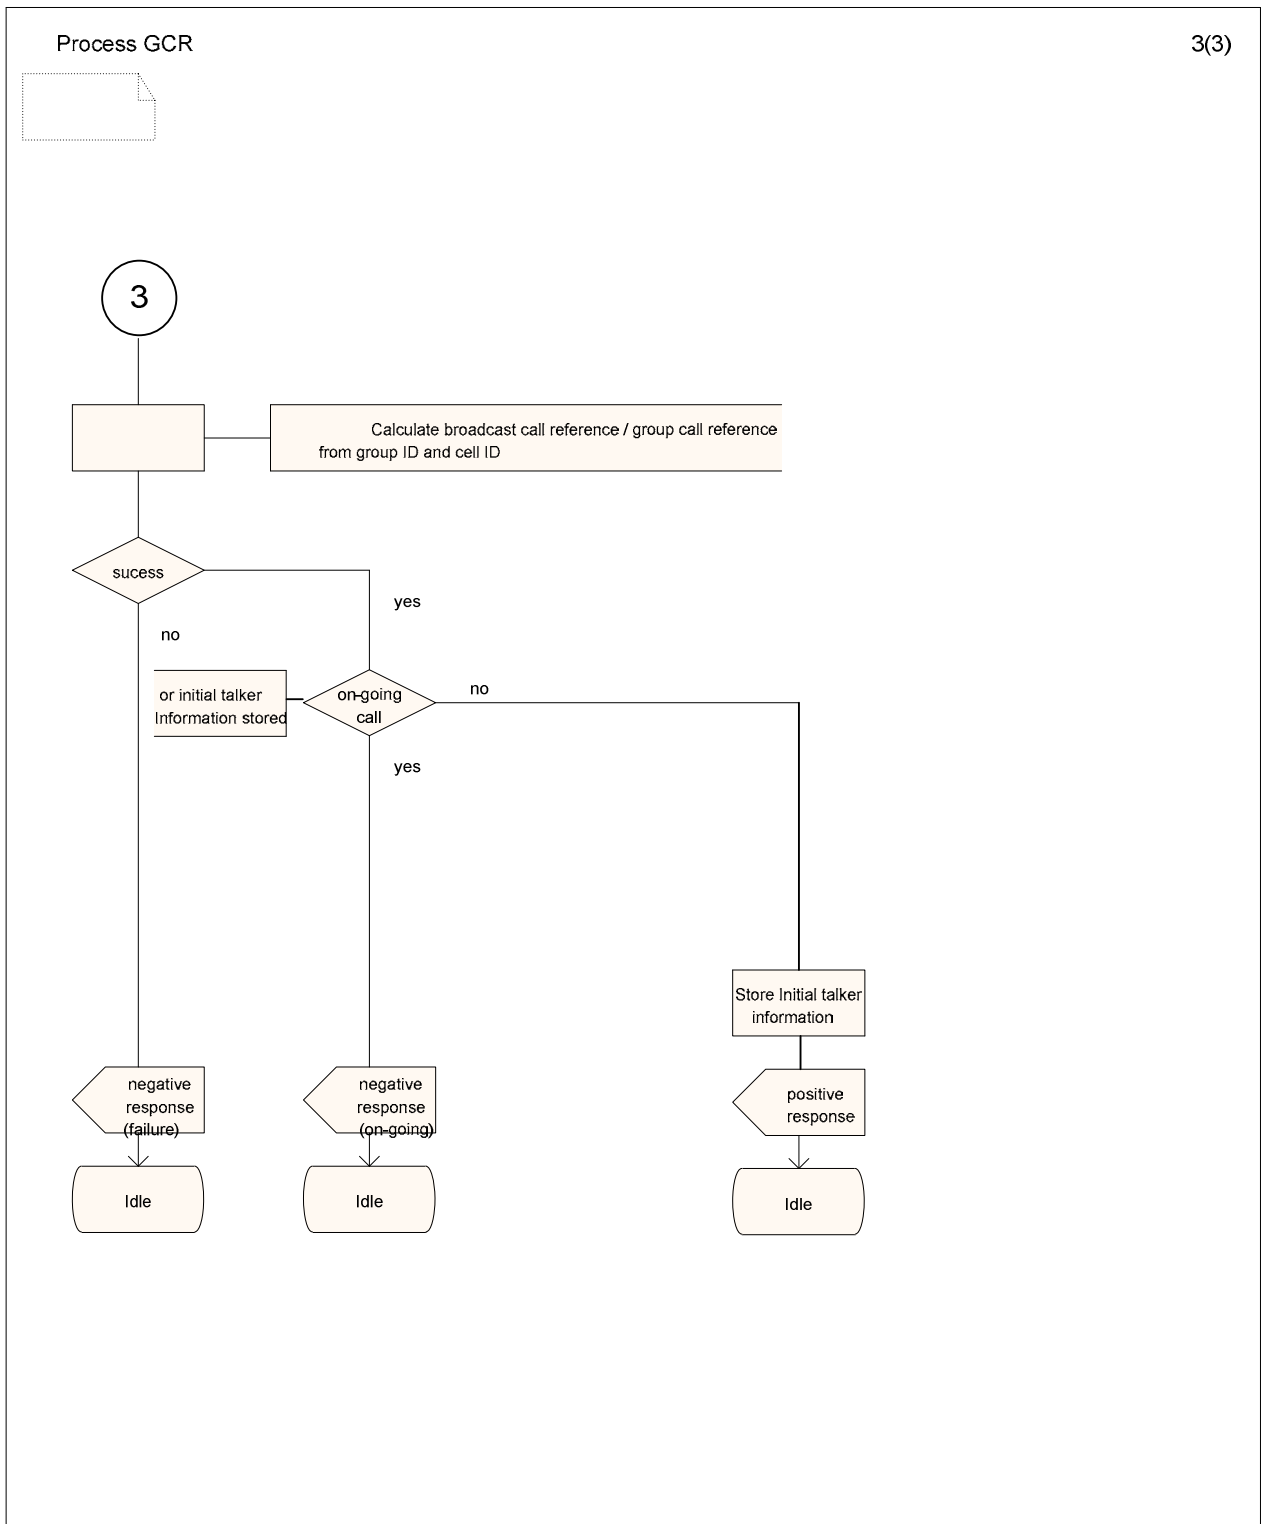 Process GCR
3(3)
3
Calculate broadcast call reference / group call reference
from group ID and cell ID
sucess
yes
no
or initial talker
Information stored
on-going
call
no
yes
Store Initial talker
information
negative
response
(failure)
negative
response
(on-going)
positive
response
Idle
Idle
Idle